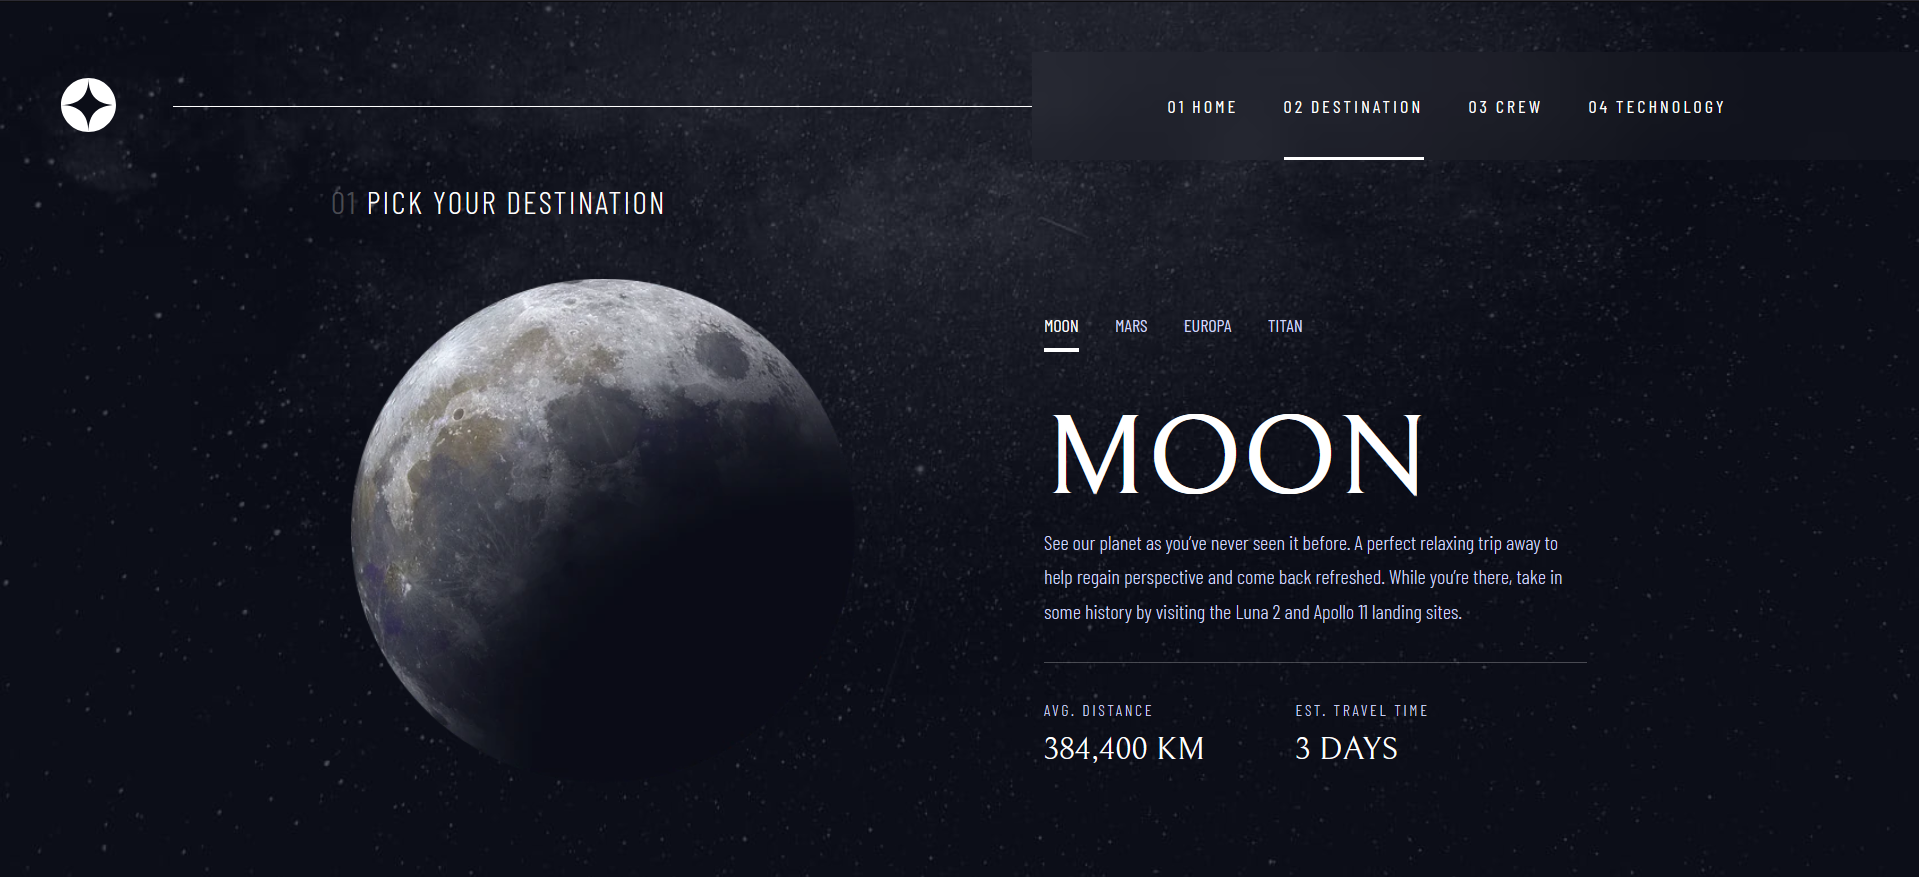 01 HOME 02 DESTINATION 03 CREW 04 TECHNOLOGY
01 PICK YOUR DESTINATION
MOON MARS EUROPA TITAN
MOON
See our planet as you've never seen it before. A perfect relaxing trip away to
help regain perspective and come back refreshed. While you're there, take in
some history by visiting the Luna 2 and Apollo 11 landing sites.
AVG. DISTANCE
384,400 KM
EST. TRAVEL TIME
3 DAYS